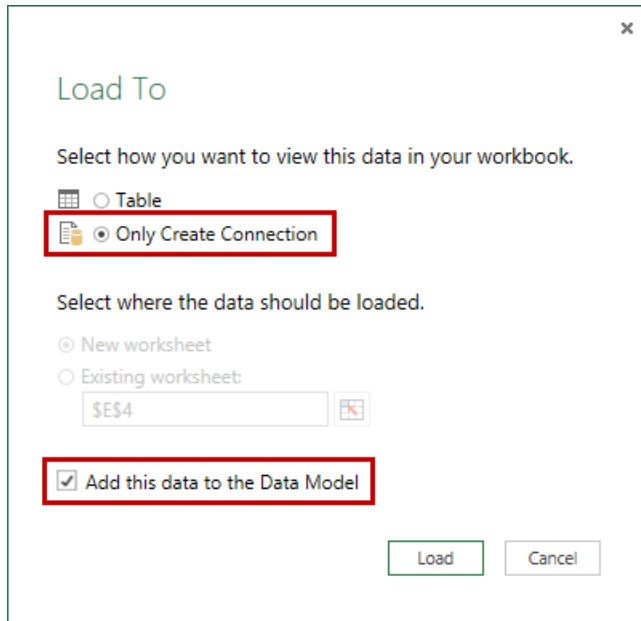 Load To
Select how you want to view this data in your workbook.
Table
Only Create Connection
Select where the data should be loaded.
New worksheet
Existing worksheet:
$E$4
Add this data to the Data Model
Load Cancel